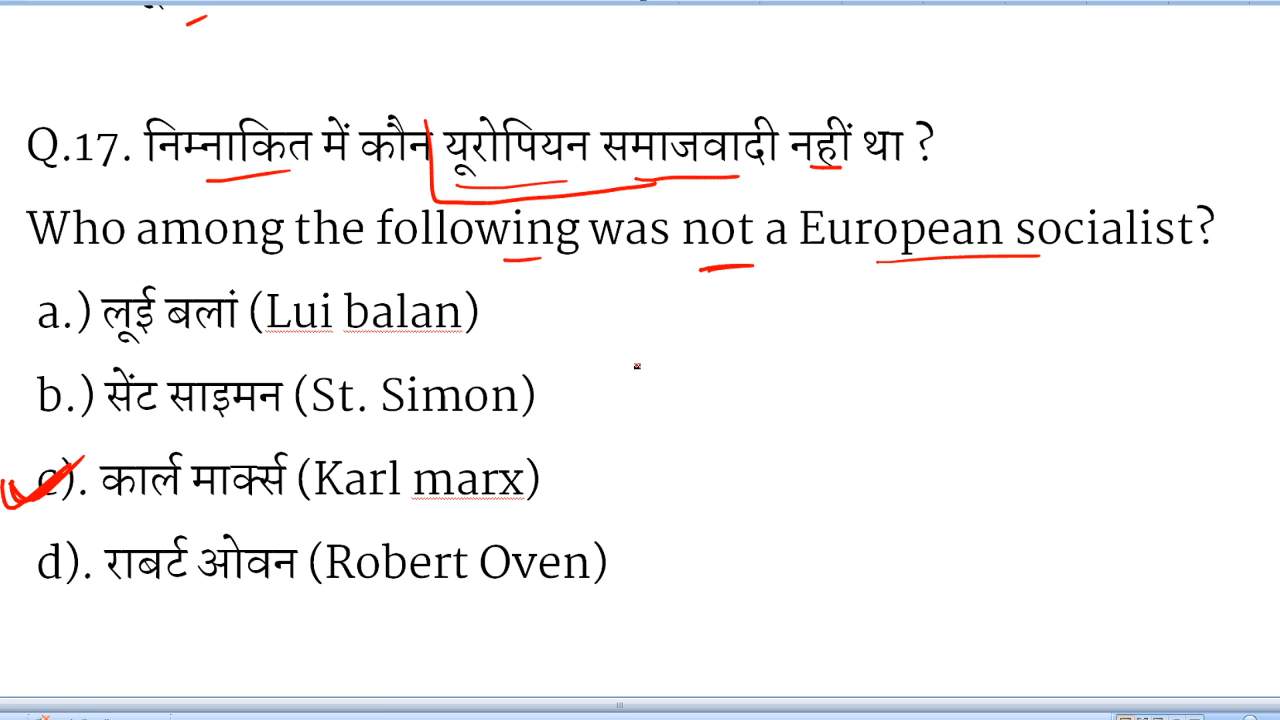 Q.17. निम्नाकित में कौन यूरोपियन समाजवादी नहीं था ?
Who among the following was not a European socialist?
a.) लूई बलां (Lui balan)
b.) सेंट साइमन (St. Simon)
c). कार्ल मार्क्स (Karl marx)
d). राबर्ट ओवन (Robert Oven)